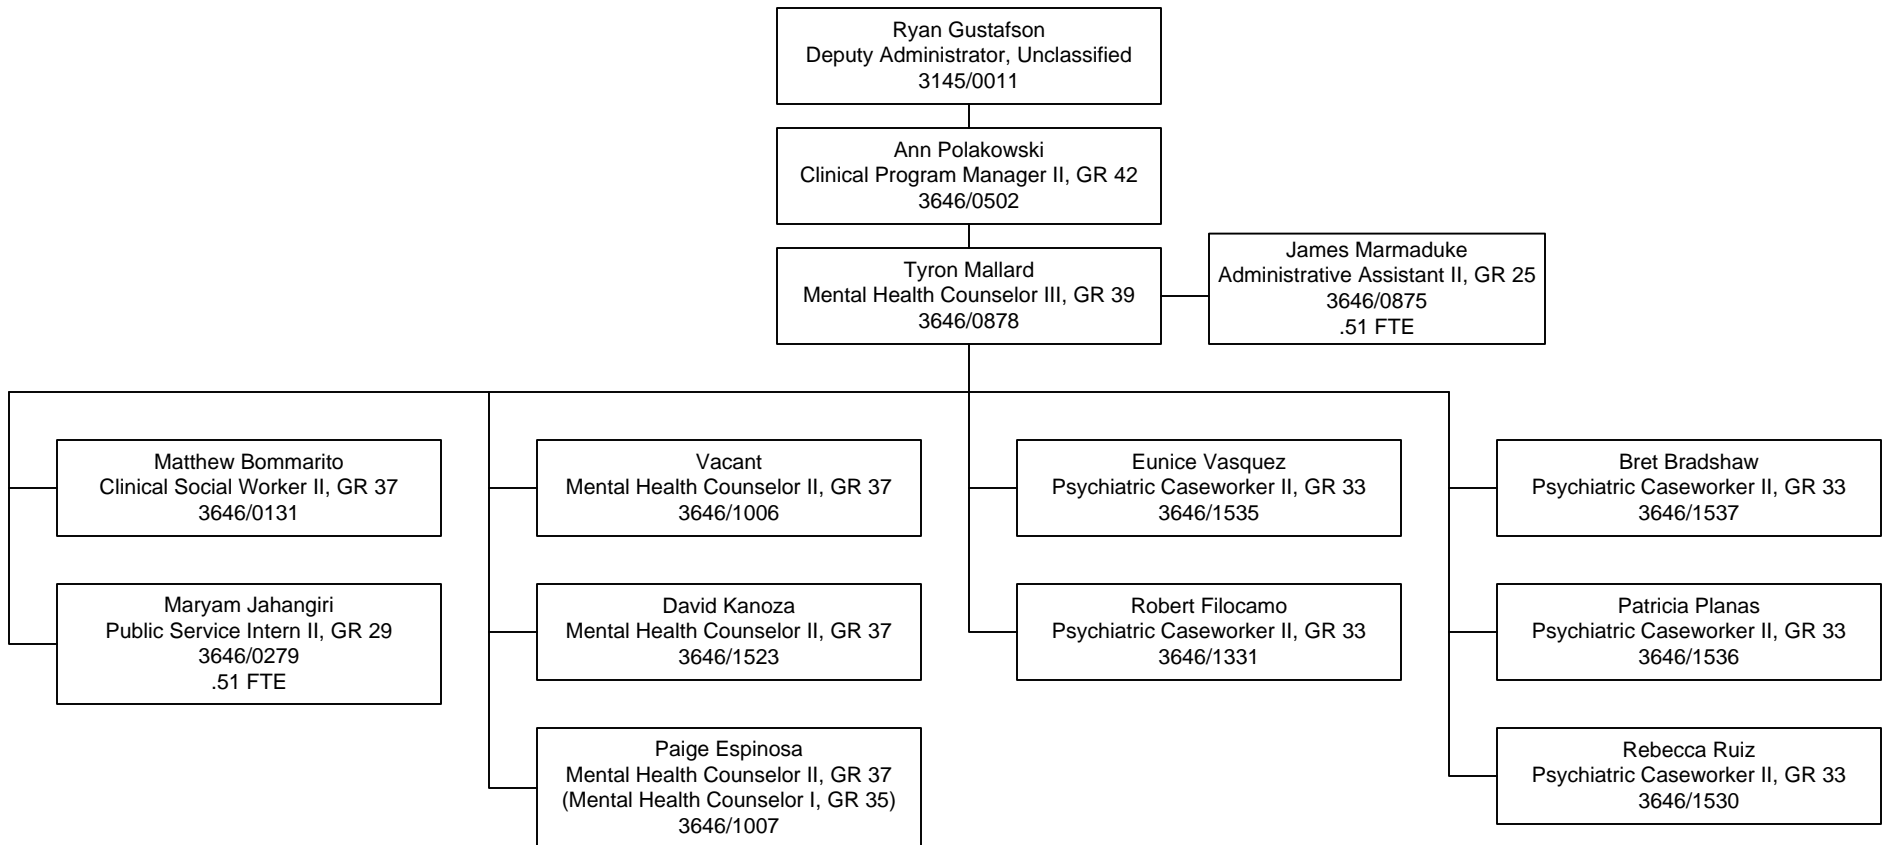 Ryan Gustafson
Deputy Administrator, Unclassified
3145/0011
Ann Polakowski
Clinical Program Manager II, GR 42
3646/0502
Tyron Mallard
Mental Health Counselor III, GR 39
3646/0878
James Marmaduke
Administrative Assistant II, GR 25
3646/0875
.51 FTE
Matthew Bommarito
Clinical Social Worker II, GR 37
3646/0131
Maryam Jahangiri
Public Service Intern II, GR 29
3646/0279
.51 FTE
Vacant
Mental Health Counselor II, GR 37
3646/1006
David Kanoza
Mental Health Counselor II, GR 37
3646/1523
Paige Espinosa
Mental Health Counselor II, GR 37
(Mental Health Counselor I, GR 35)
3646/1007
Eunice Vasquez
Psychiatric Caseworker II, GR 33
3646/1535
Robert Filocamo
Psychiatric Caseworker II, GR 33
3646/1331
Bret Bradshaw
Psychiatric Caseworker II, GR 33
3646/1537
Patricia Planas
Psychiatric Caseworker II, GR 33
3646/1536
Rebecca Ruiz
Psychiatric Caseworker II, GR 33
3646/1530